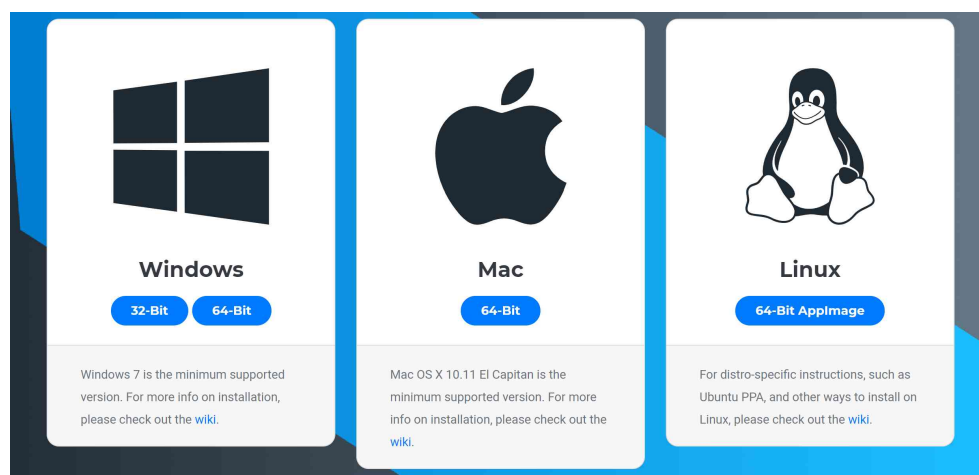 Windows
32-Bit
64-Bit
Windows 7 is the minimum supported
version. For more info on installation,
please check out the wiki.
Mac
64-Bit
Mac OS X 10.11 El Capitan is the
minimum supported version. For more
info on installation, please check out the
wiki.
Linux
64-Bit AppImage
For distro-specific instructions, such as
Ubuntu PPA, and other ways to install on
Linux, please check out the wiki.